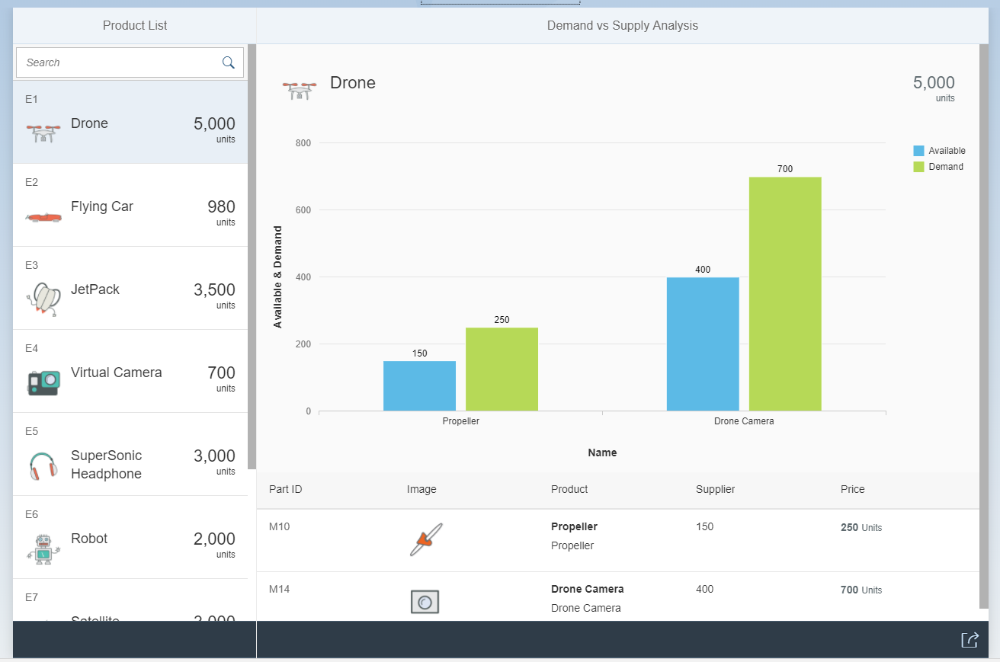 Product List
Demand vs Supply Analysis
Search
E1
Drone
5,000
units
E2
Flying Car
980
units
E3
JetPack
3,500
units
E4
Virtual Camera
700
units
E5
SuperSonic
Headphone
3,000
units
E6
Robot
2,000
units
E7
Drone
5,000
units
Available
Demand
Available & Demand
800
600
400
200
0
150
250
400
700
Propeller
Drone Camera
Name
Part ID Image Product Supplier Price
M10 Propeller 150 250 Units
Propeller
M14 Drone Camera 400 700 Units
Drone Camera